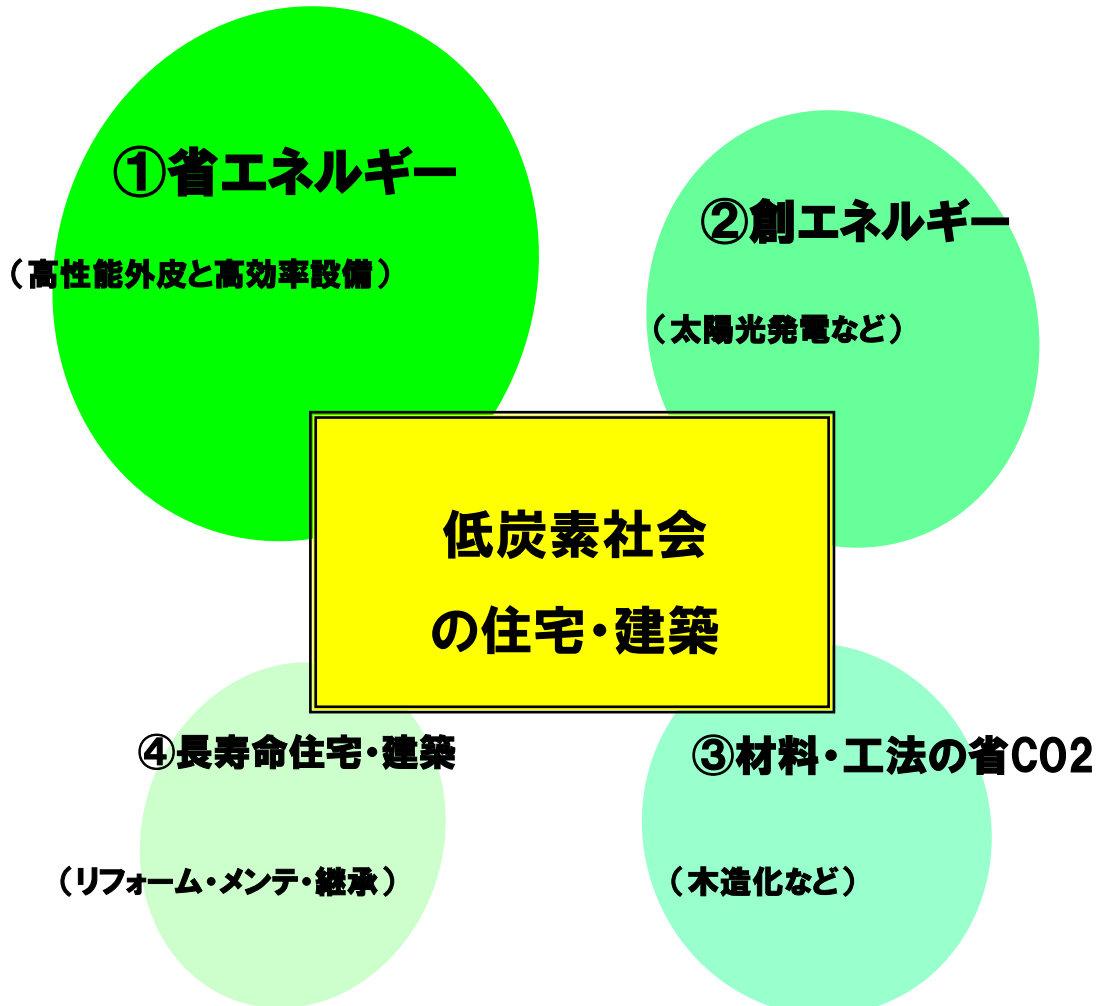 ①省エネルギー
（高性能外皮と高効率設備）
②創エネルギー
（太陽光発電など）
低炭素社会
の住宅・建築
④長寿命住宅・建築
（リフォーム・メンテ・継承）
③材料・工法の省CO2
（木造化など）